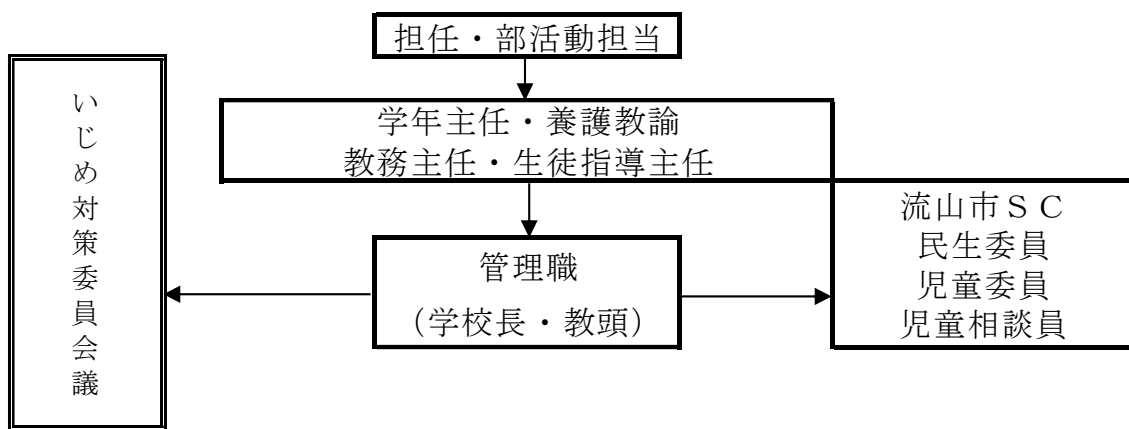 担任・部活動担当
いじめ対策委員会議
学年主任・養護教諭
教務主任・生徒指導主任
流山市ＳＣ
民生委員
児童委員
児童相談員
管理職
（学校長・教頭）